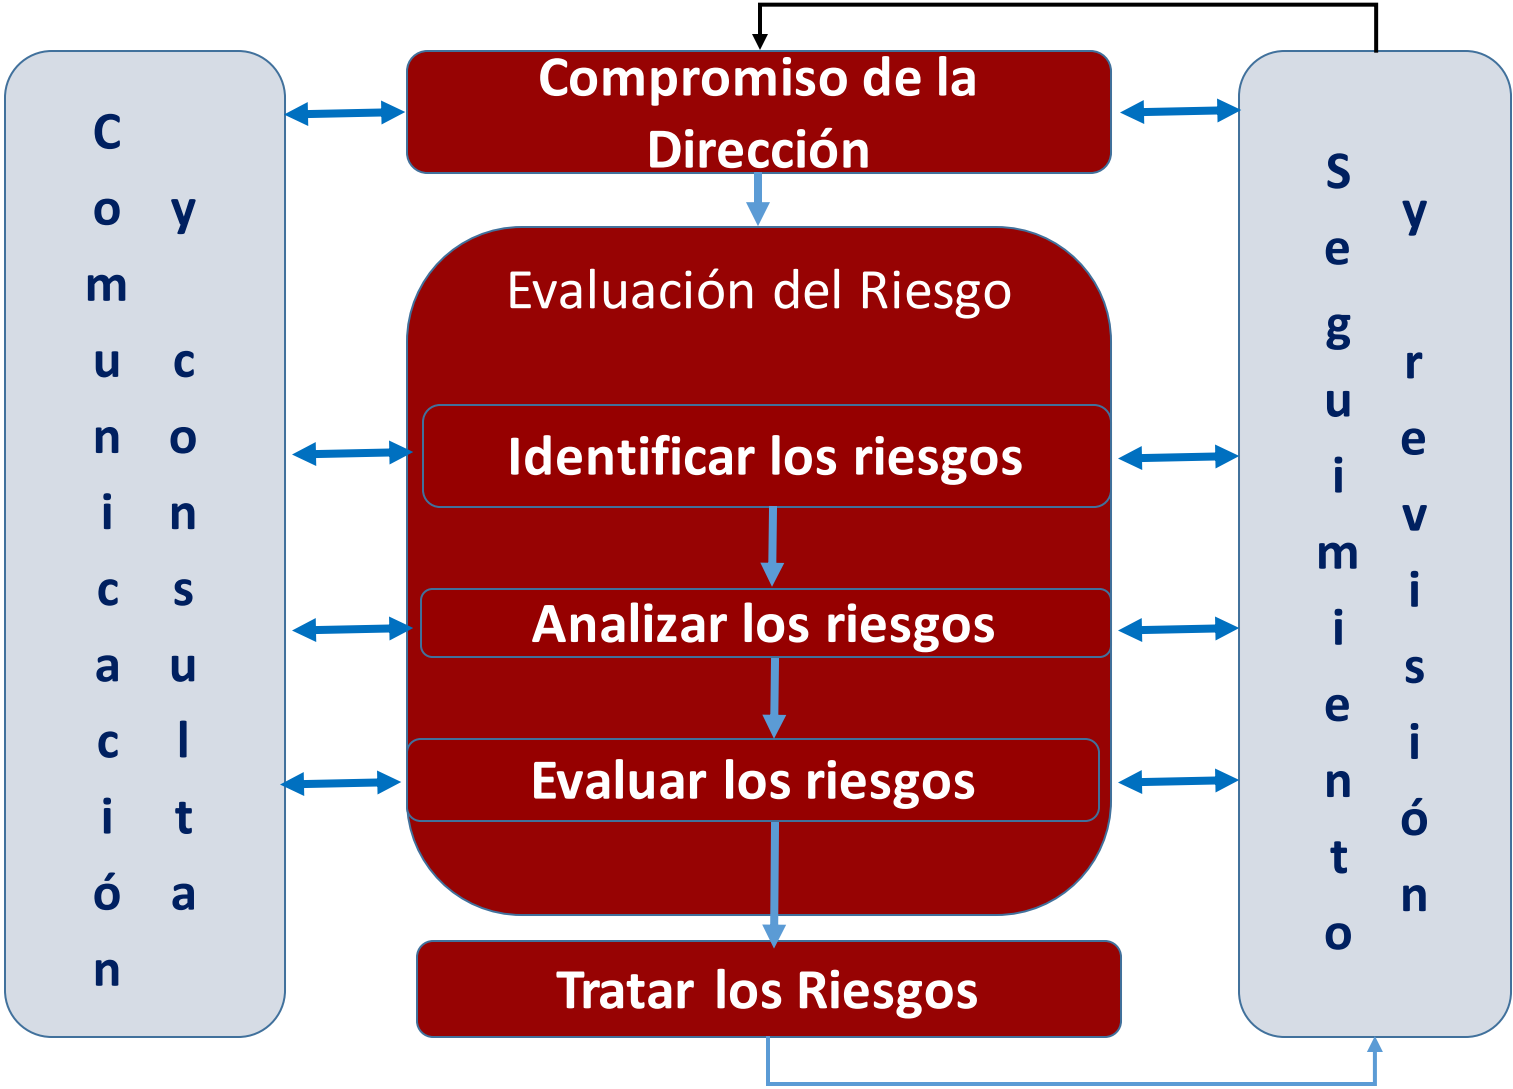 Comunicación
y consulta
Compromiso de la
Dirección
Evaluación del Riesgo
Identificar los riesgos
Analizar los riesgos
Evaluar los riesgos
Tratar los Riesgos
Seguimiento
y revisión